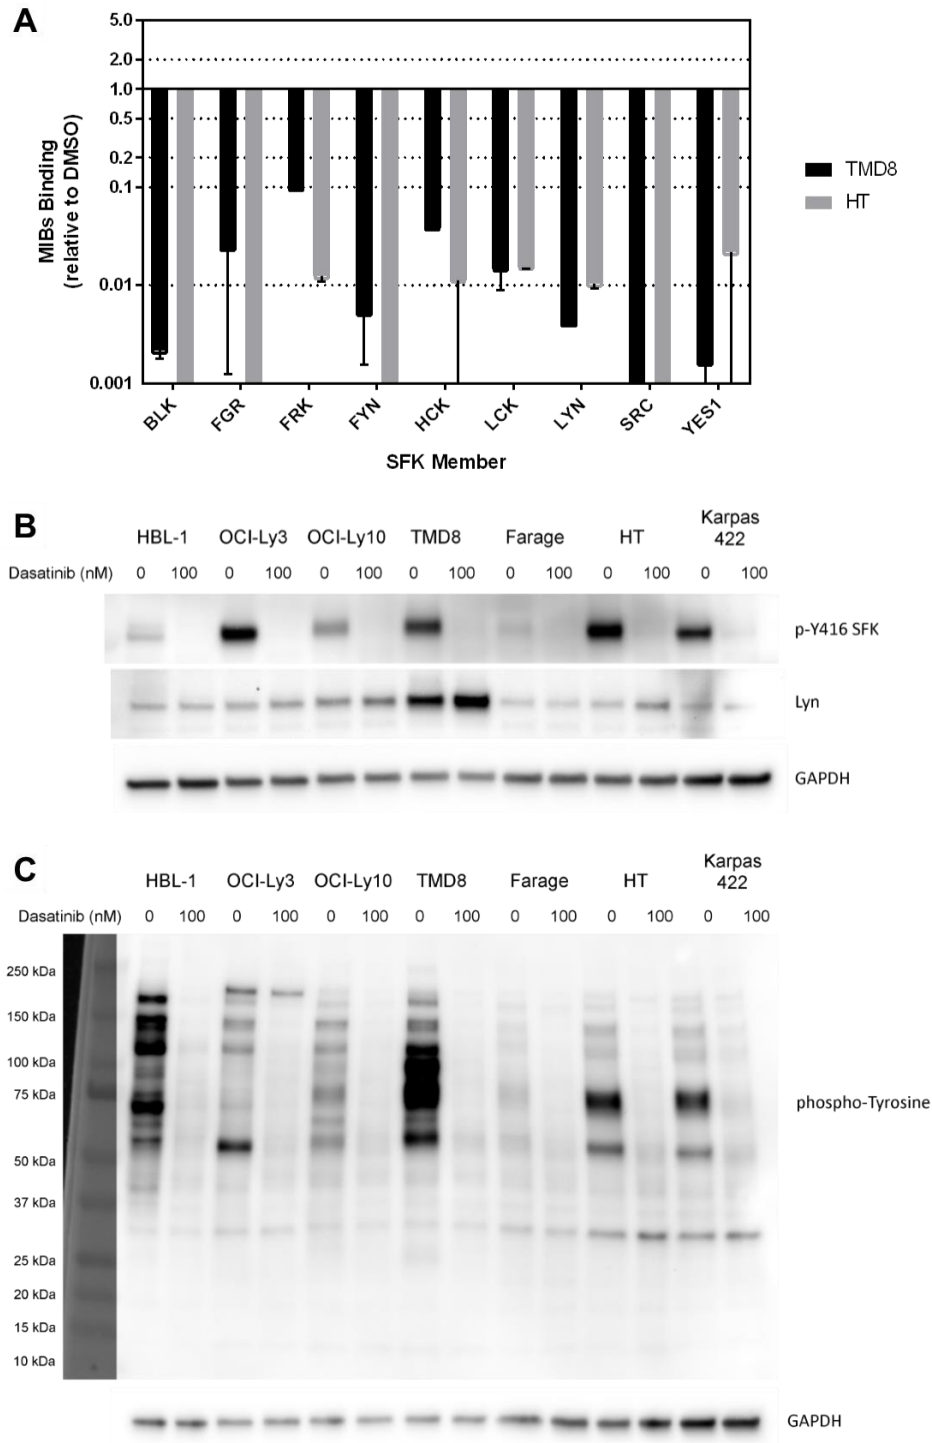 A
MIBs Binding
(relative to DMSO)
5.0
2.0
1.0
0.5
0.2
0.1
0.01
0.001
BLK FGR FRK FYN HCK LCK LYN SRC YES1
SFK Member
TMD8
HT
B
HBL-1 OCI-Ly3 OCI-Ly10 TMD8 Farage HT Karpas 422
Dasatinib (nM) 0 100 0 100 0 100 0 100 0 100 0 100 0 100
p-Y416 SFK
Lyn
GAPDH
C
HBL-1 OCI-Ly3 OCI-Ly10 TMD8 Farage HT Karpas 422
Dasatinib (nM) 0 100 0 100 0 100 0 100 0 100 0 100 0 100
250 kDa
150 kDa
100 kDa
75 kDa
phospho-Tyrosine
50 kDa
37 kDa
25 kDa
20 kDa
15 kDa
10 kDa
GAPDH